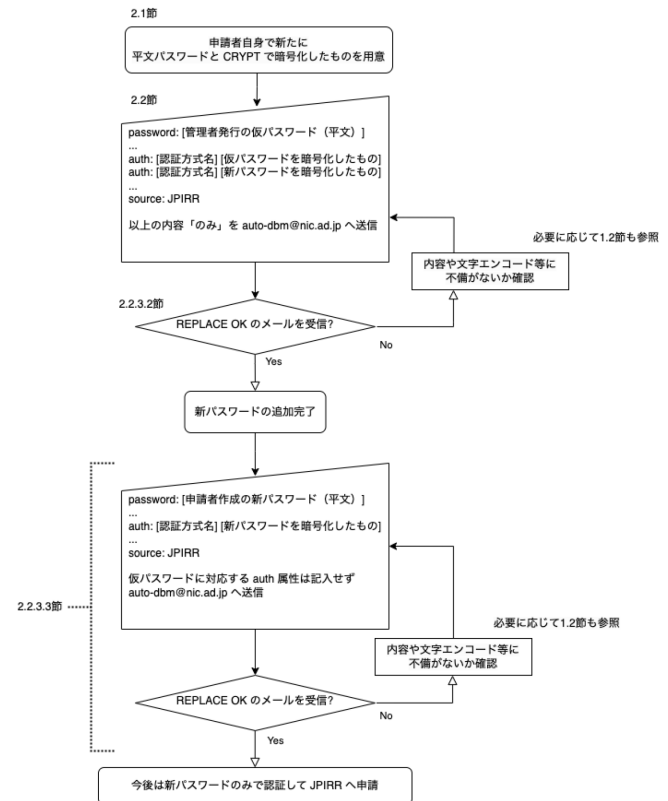 2.1節
申請者自身で新たに
平文パスワードと CRYPT で暗号化したものを用意
2.2節
password: [管理者発行の仮パスワード（平文）]
...
auth: [認証方式名] [仮パスワードを暗号化したもの]
auth: [認証方式名] [新パスワードを暗号化したもの]
...
source: JPIRR
以上の内容「のみ」を auto-dbm@nic.ad.jp へ送信
必要に応じて1.2節も参照
内容や文字エンコード等に
不備がないか確認
2.2.3.2節
REPLACE OK のメールを受信?
No
Yes
新パスワードの追加完了
password: [申請者作成の新パスワード（平文）]
...
auth: [認証方式名] [新パスワードを暗号化したもの]
...
source: JPIRR
仮パスワードに対応する auth 属性は記入せず
auto-dbm@nic.ad.jp へ送信
2.2.3.3節
必要に応じて1.2節も参照
内容や文字エンコード等に
不備がないか確認
REPLACE OK のメールを受信?
No
Yes
今後は新パスワードのみで認証して JPIRR へ申請